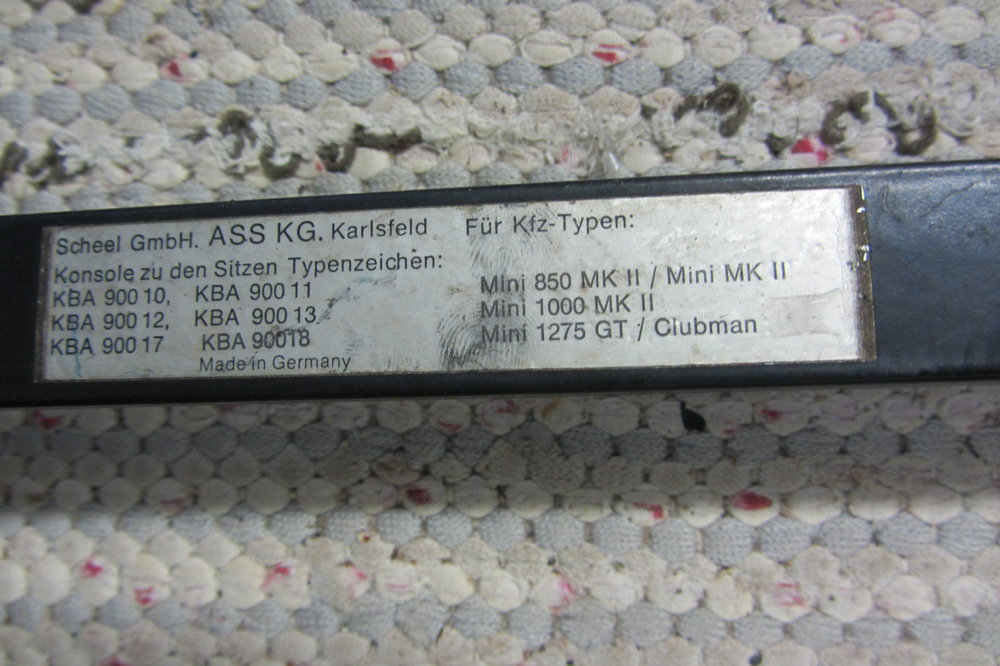 Scheel GmbH. ASS KG. Karlsfeld
Konsole zu den Sitzen Typenzeichen:
KBA 900 10, KBA 900 11
KBA 900 12, KBA 900 13,
KBA 900 17 KBA 90018
Made in Germany
Für Kfz-Typen:
Mini 850 MK II / Mini MK II
Mini 1000 MK II
Mini 1275 GT / Clubman